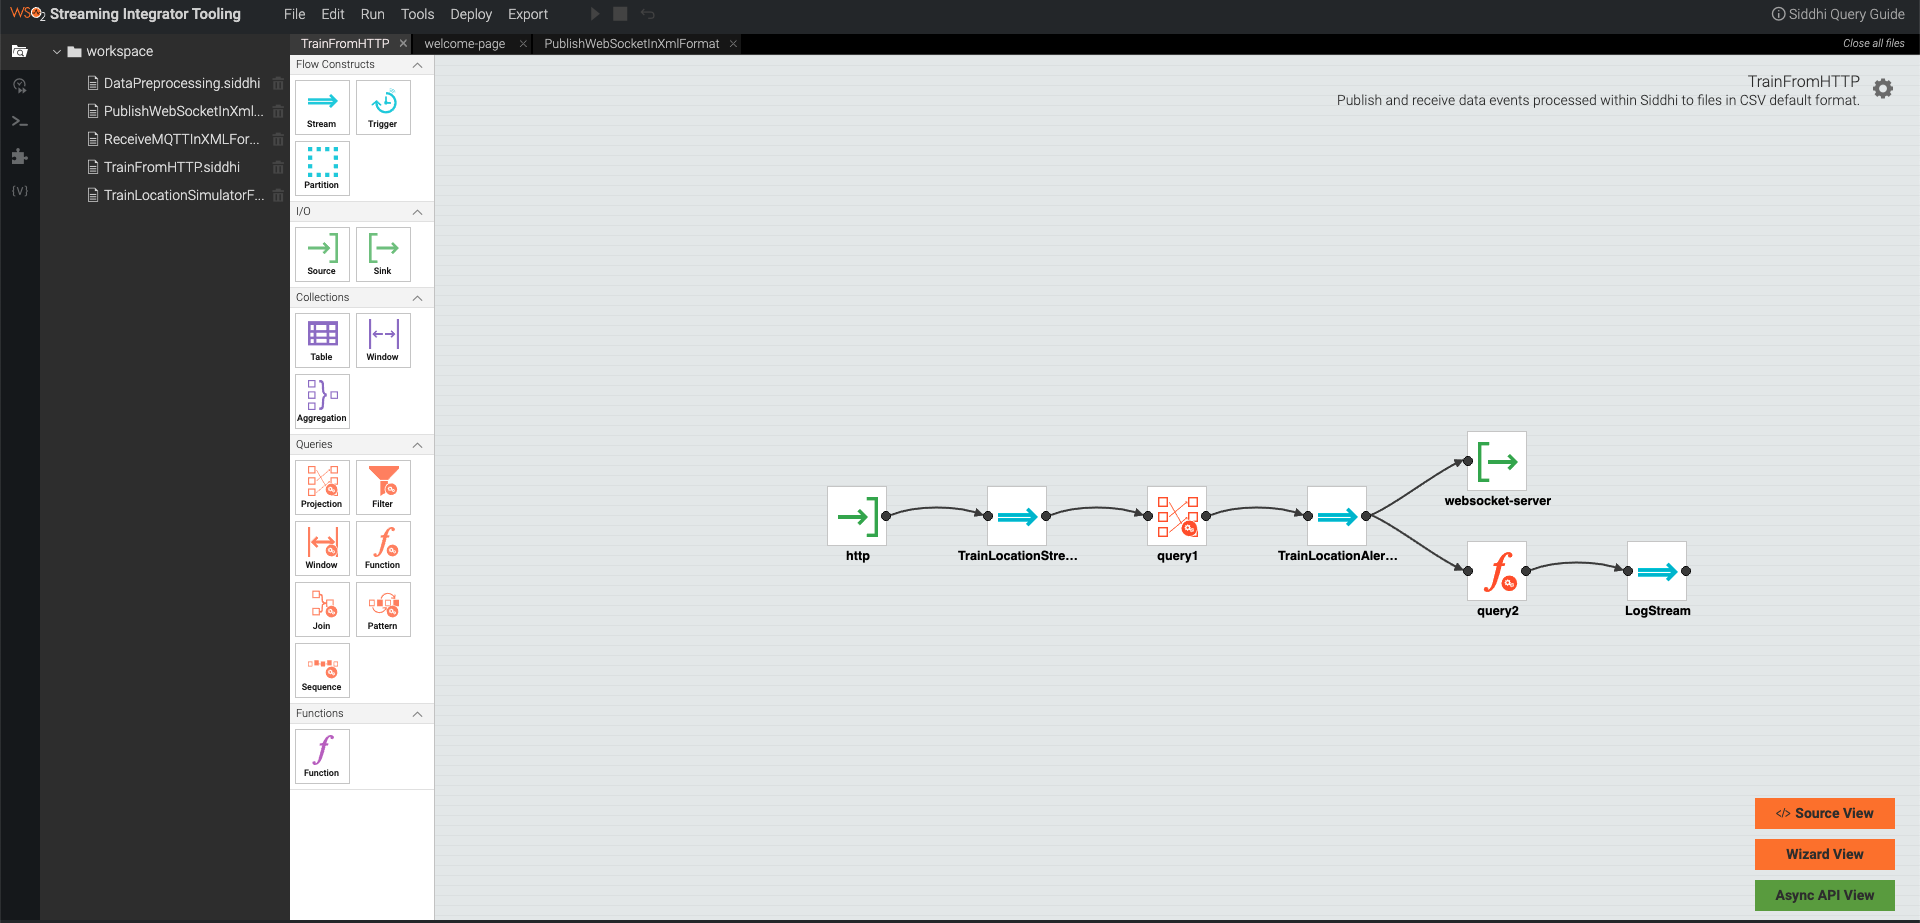 WSO2 Streaming Integrator Tooling File Edit Run Tools Deploy Export Siddhi Query Guide
workspace
DataPreprocessing.siddhi
PublishWebSocketInXml...
ReceiveMQTTInXMLFor...
TrainFromHTTP.siddhi
TrainLocationSimulatorF...
{V}
TrainFromHTTP × welcome-page × PublishWebSocketInXmlFormat × Close all files
Flow Constructs
Stream Trigger
Partition
I/O
Source Sink
Collections
Table Window
Aggregation
Queries
Projection Filter
Window Function
Join Pattern
Sequence
Functions
Function
TrainFromHTTP
Publish and receive data events processed within Siddhi to files in CSV default format.
websocket-server
http TrainLocationStre... query1 TrainLocationAler...
query2 LogStream
</> Source View
Wizard View
Async API View